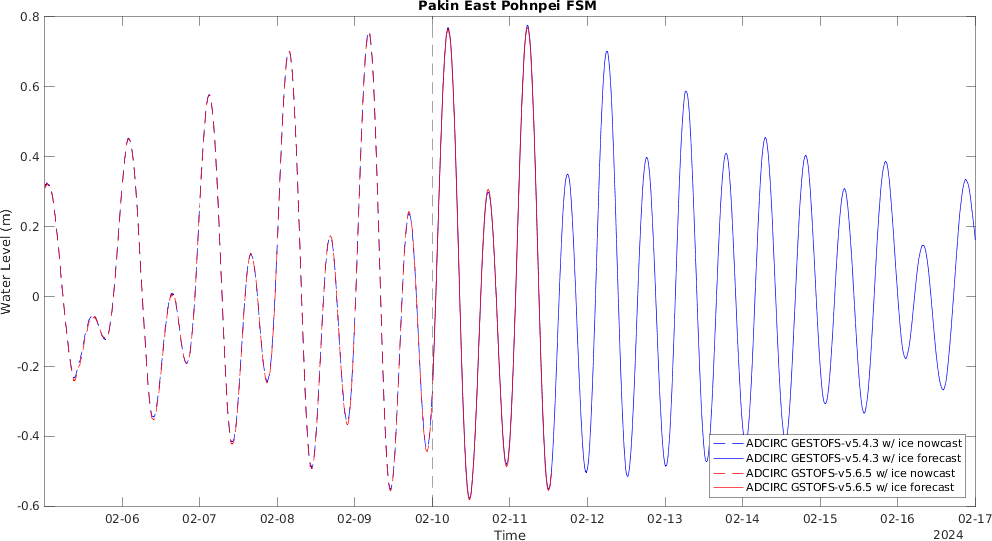 Pakin East Pohnpei FSM
0.8
0.6
0.4
0.2
0
-0.2
-0.4
-0.6
Water Level (m)
ADCIRC GESTOFS-v5.4.3 w/ ice nowcast
ADCIRC GESTOFS-v5.4.3 w/ ice forecast
ADCIRC GSTOFS-v5.6.5 w/ ice nowcast
ADCIRC GSTOFS-v5.6.5 w/ ice forecast
02-06 02-07 02-08 02-09 02-10 02-11 02-12 02-13 02-14 02-15 02-16 02-17
Time
2024